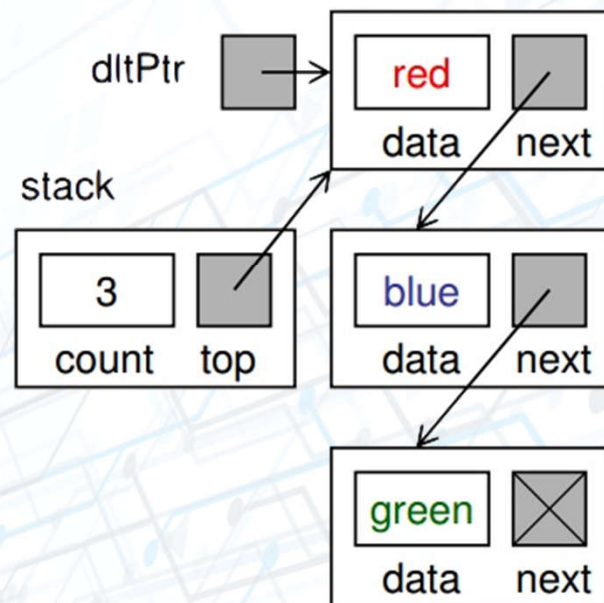 dltPtr
red
data next
stack
3
count top
blue
data next
green
data next